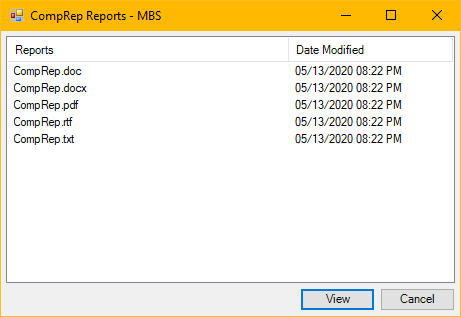 CompRep Reports - MBS
Reports Date Modified
CompRep.doc 05/13/2020 08:22 PM
CompRep.docx 05/13/2020 08:22 PM
CompRep.pdf 05/13/2020 08:22 PM
CompRep.rtf 05/13/2020 08:22 PM
CompRep.txt 05/13/2020 08:22 PM
View Cancel